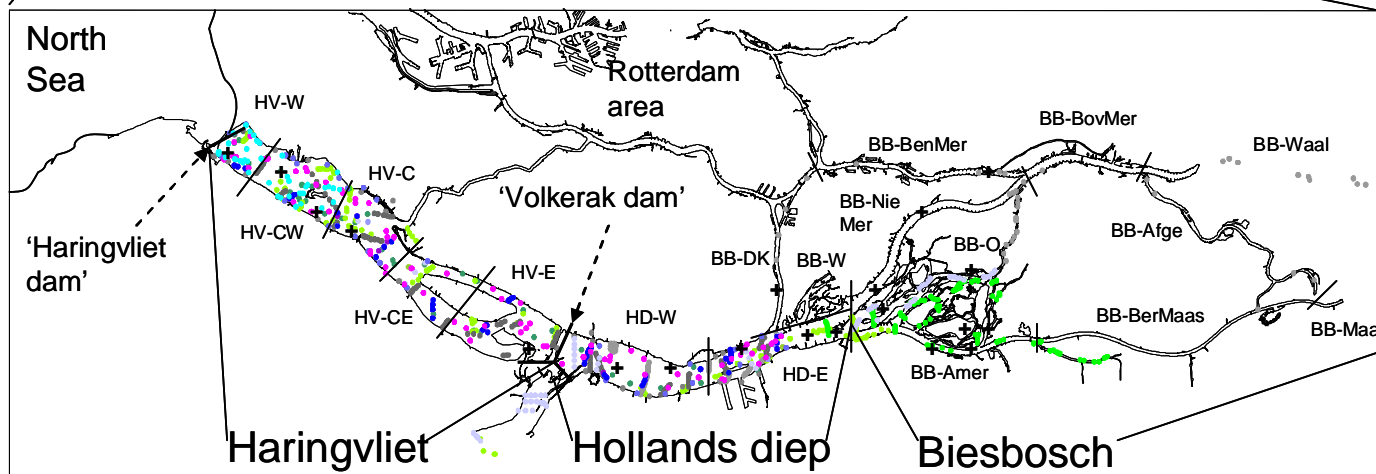 North
Sea
Rotterdam
area
HV-W
BB-BovMer
BB-BenMer
BB-Waal
HV-C
'Volkerak dam'
BB-Nie
Mer
HV-CW
BB-Afge
'Haringvliet
dam'
BB-O
BB-DK
BB-W
HV-E
HV-CE
HD-W
BB-BerMaas
BB-Maa
HD-E
BB-Amer
Haringvliet
Hollands diep
Biesbosch